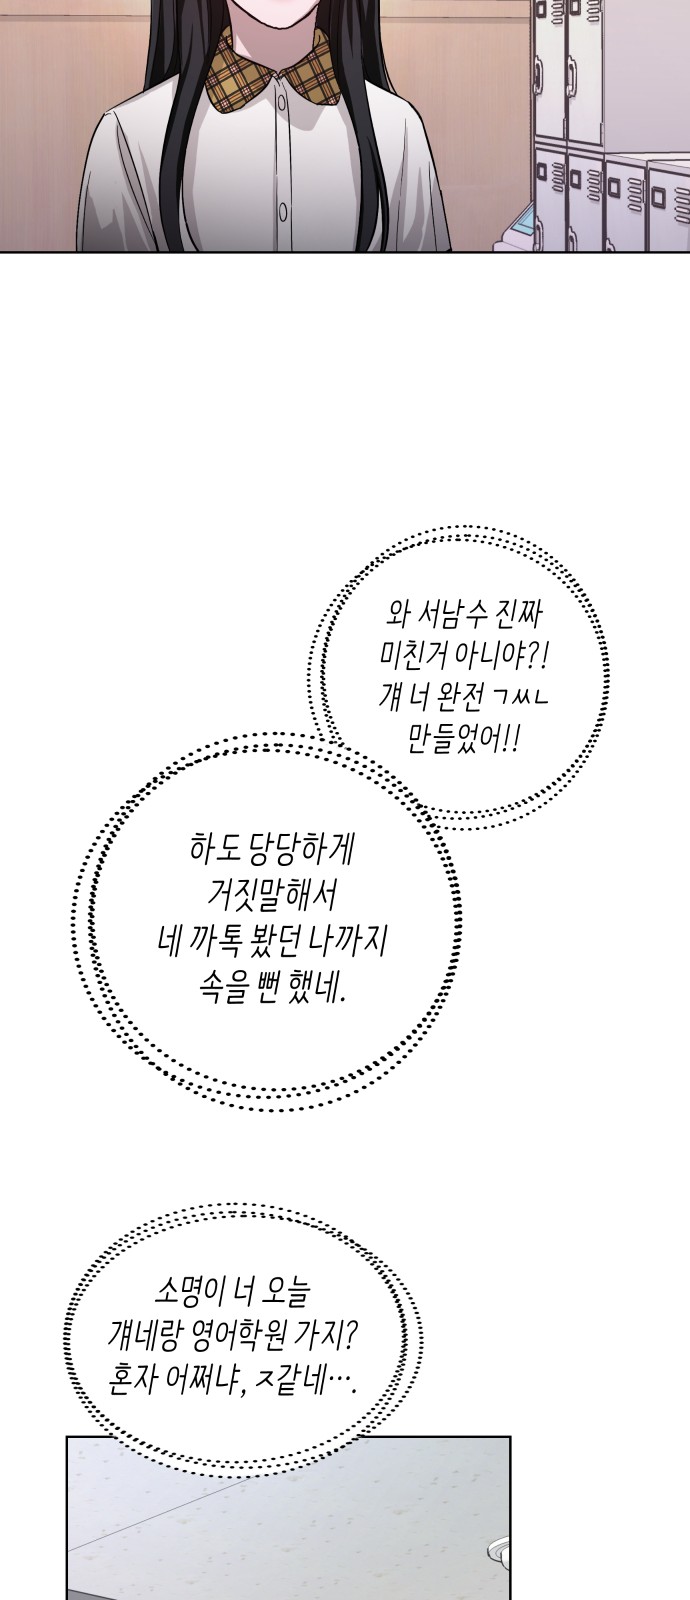 와 서남수 진짜
미친거 아니야?!
걔 너 완전 ㄱㅆㄴ
만들었어!!
하도 당당하게
거짓말해서
네 까톡 봤던 나까지
속을 뻔 했네.
소명이 너 오늘
걔네랑 영어학원 가지?
혼자 어쩌냐, ㅈ같네….